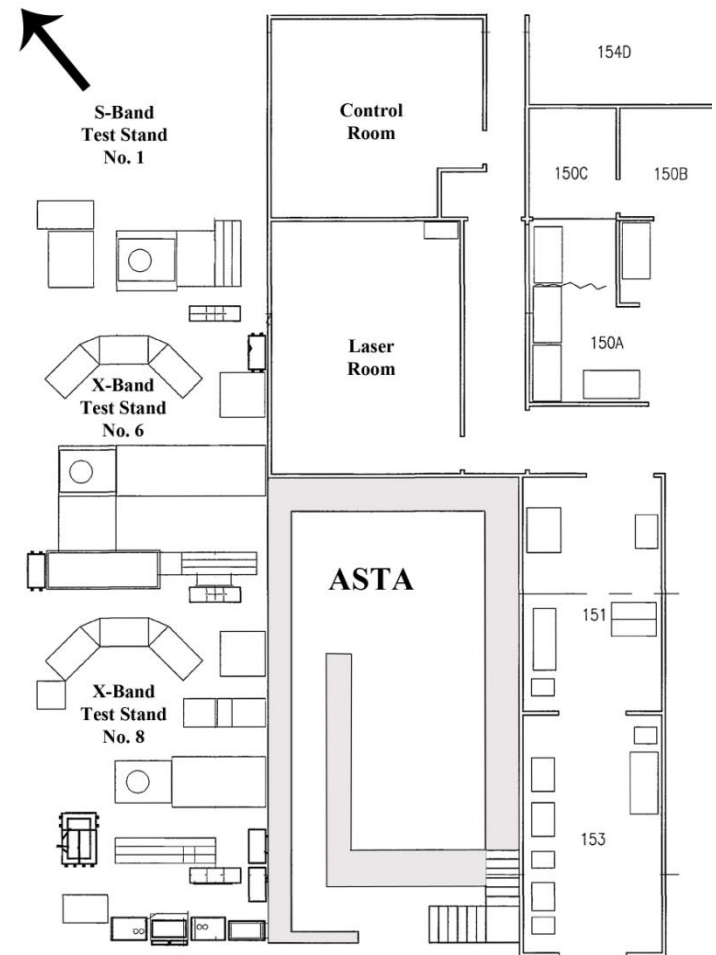 S-Band
Test Stand
No. 1
Control
Room
154D
150C
150B
X-Band
Test Stand
No. 6
Laser
Room
150A
ASTA
151
X-Band
Test Stand
No. 8
153